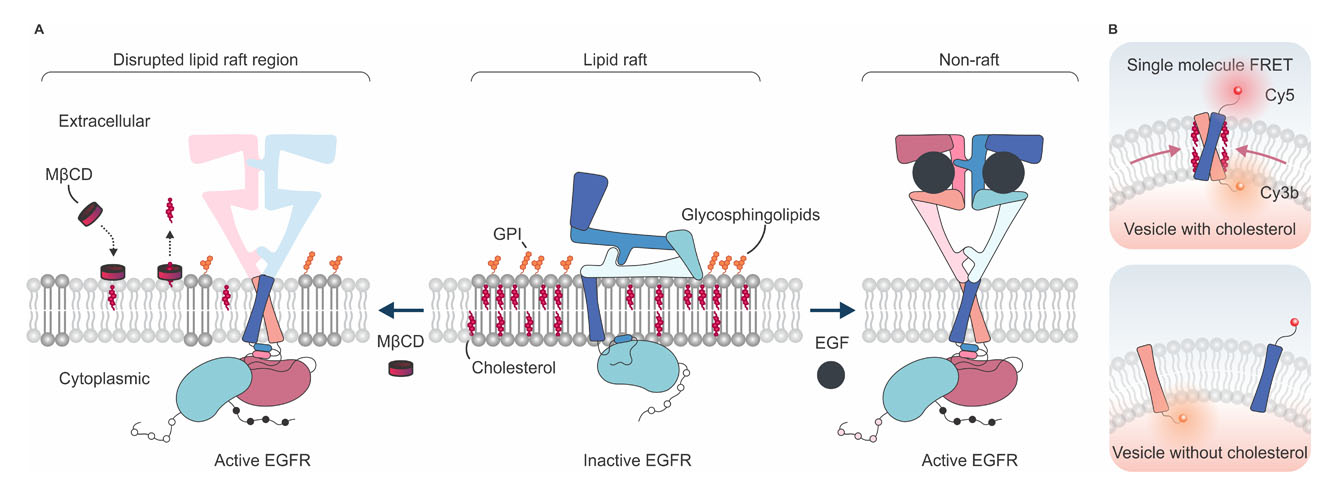 A
Disrupted lipid raft region
Lipid raft
Non-raft
Extracellular
MβCD
GPI
Glycosphingolipids
MβCD
EGF
Cholesterol
Cytoplasmic
Active EGFR
Inactive EGFR
Active EGFR
B
Single molecule FRET
Cy5
Cy3b
Vesicle with cholesterol
Vesicle without cholesterol